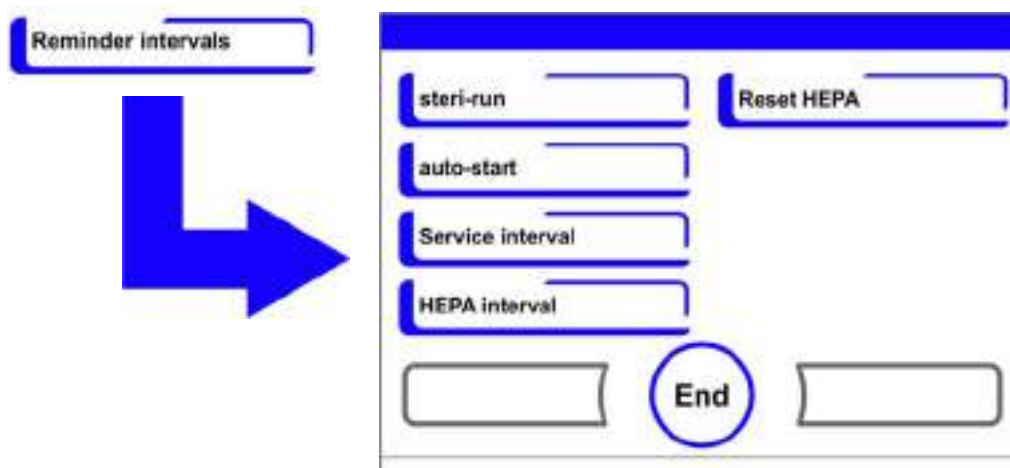 Reminder intervals
steri-run
Reset HEPA
auto-start
Service interval
HEPA interval
End